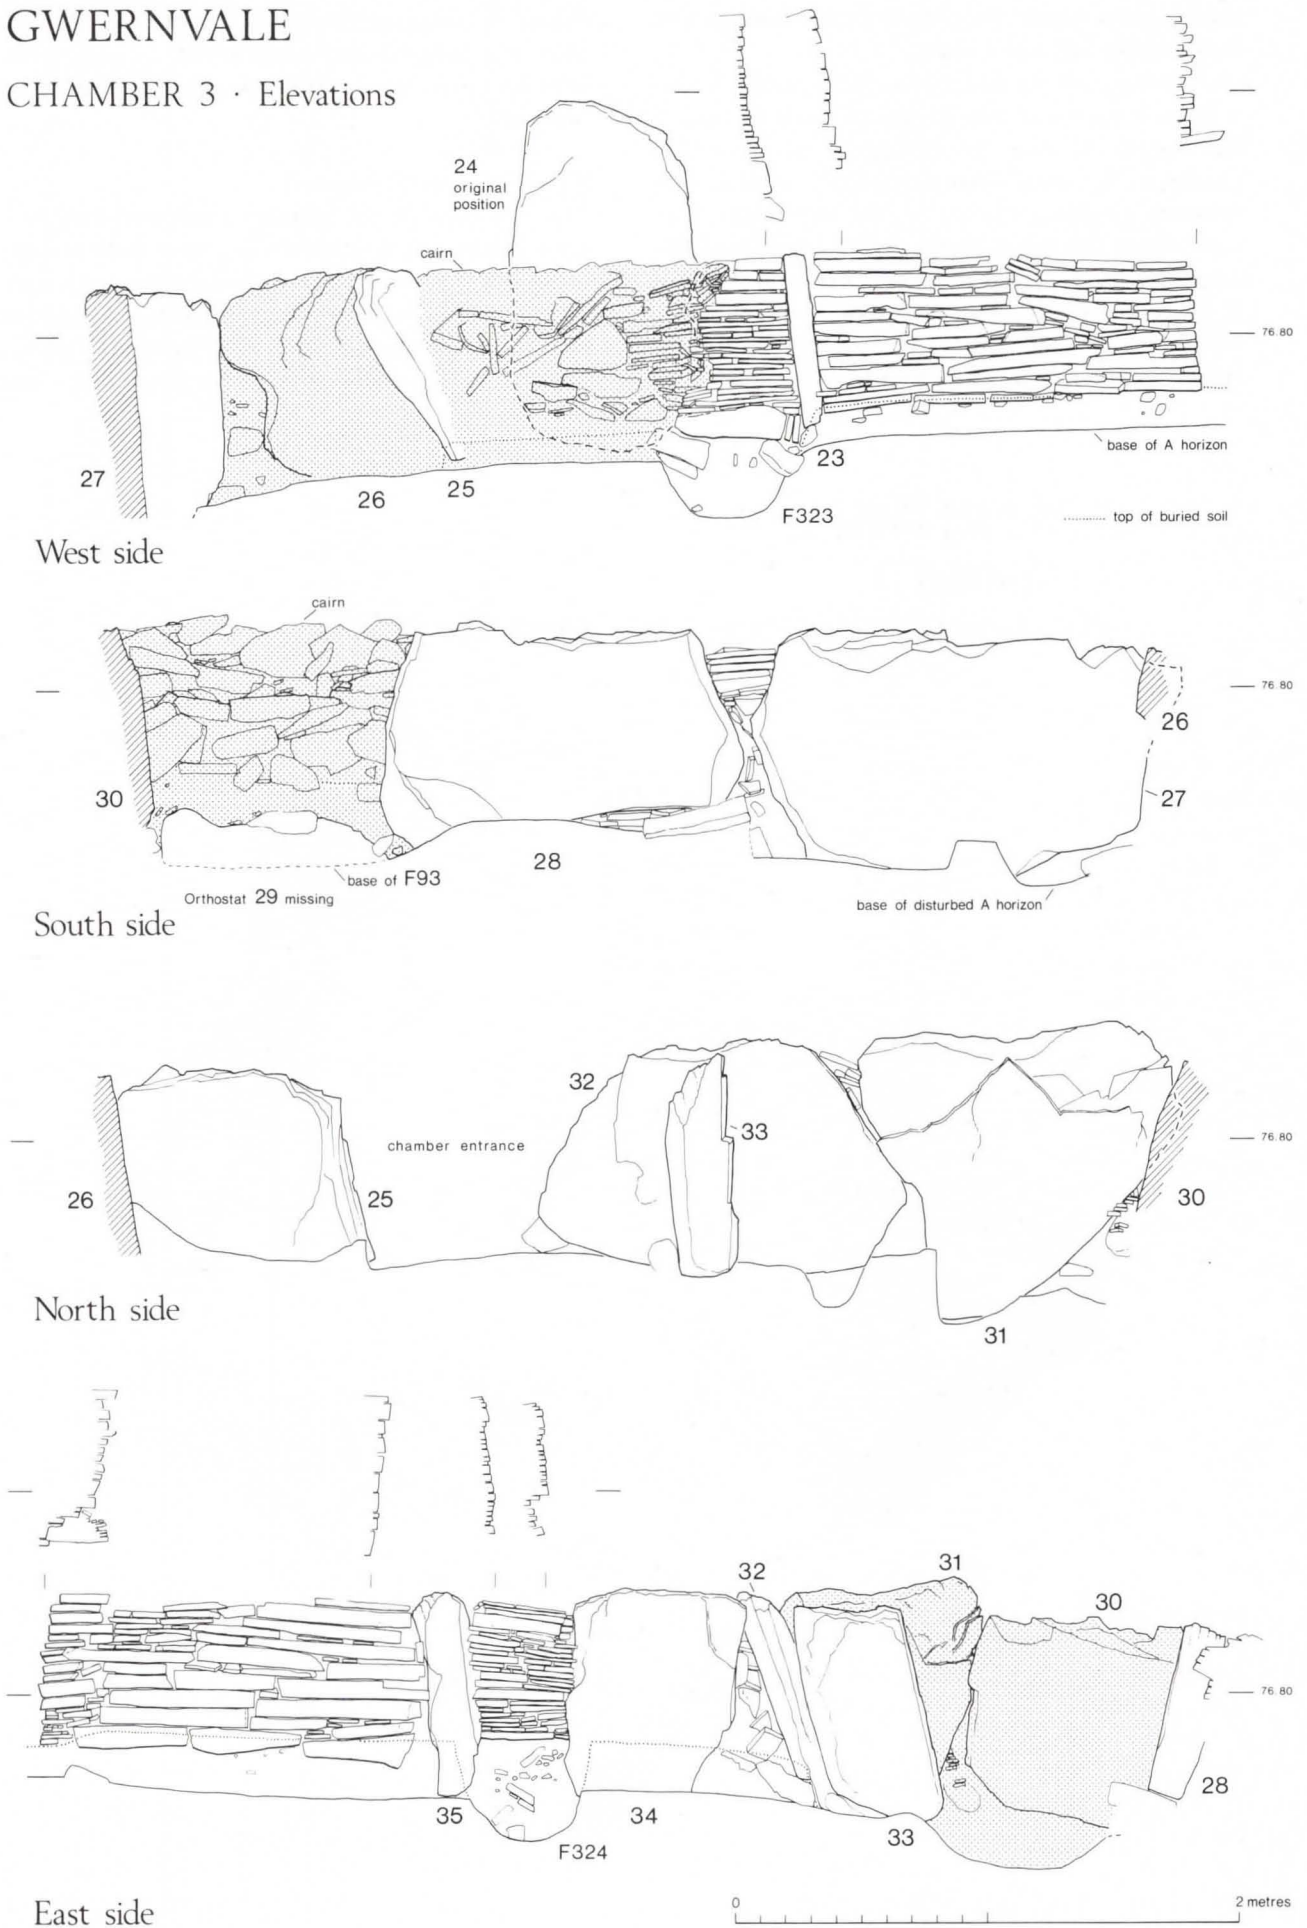 GWERNVALE
CHAMBER 3 · Elevations
24
original
position
cairn
76.80
27
26
25
23
base of A horizon
F323
top of buried soil
West side
cairn
76.80
26
30
27
28
base of F93
Orthostat 29 missing
base of disturbed A horizon
South side
32
33
76.80
chamber entrance
26
25
30
North side
31
32
31
30
76.80
28
35
34
33
F324
East side
0
2 metres